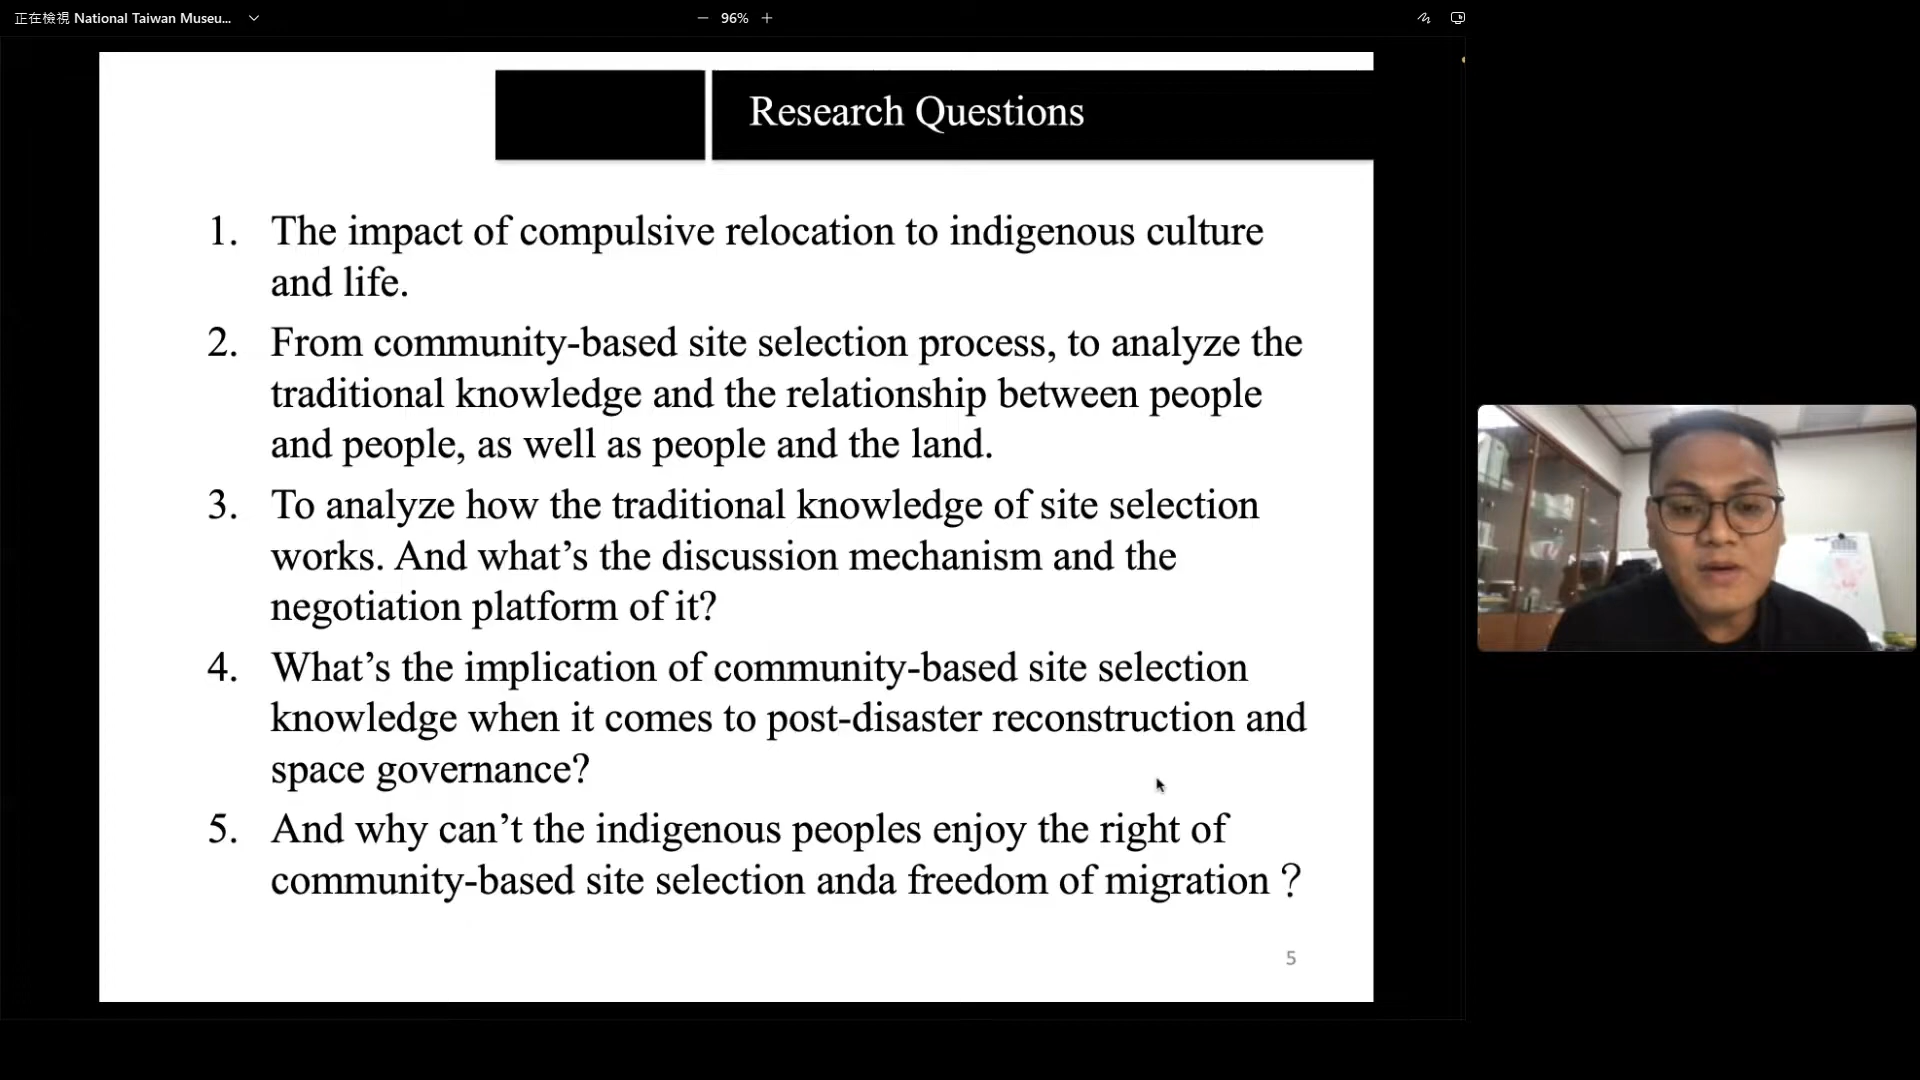 正在檢視 National Taiwan Museu...
96%
Research Questions
1. The impact of compulsive relocation to indigenous culture
and life.
2. From community-based site selection process, to analyze the
traditional knowledge and the relationship between people
and people, as well as people and the land.
3. To analyze how the traditional knowledge of site selection
works. And what’s the discussion mechanism and the
negotiation platform of it?
4. What’s the implication of community-based site selection
knowledge when it comes to post-disaster reconstruction and
space governance?
5. And why can’t the indigenous peoples enjoy the right of
community-based site selection anda freedom of migration？
5